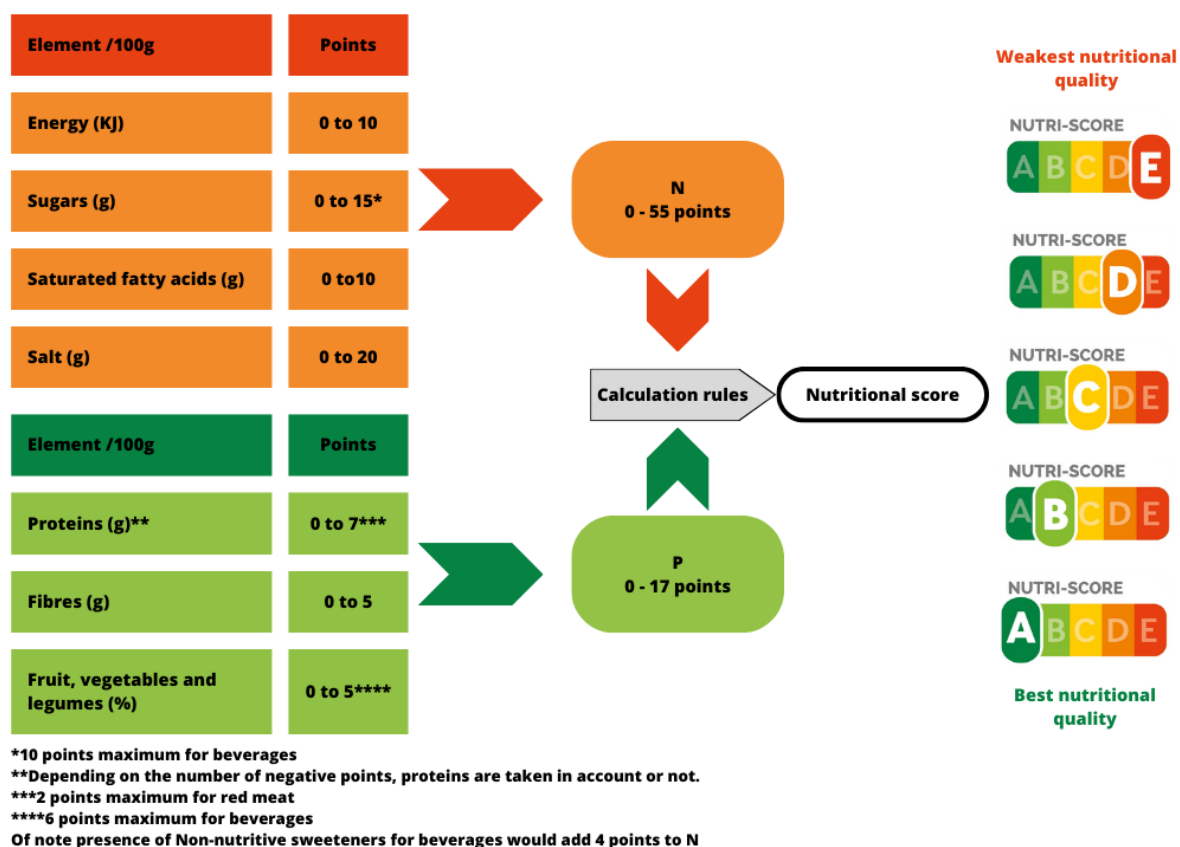 Element /100g
Points
Energy (KJ)
0 to 10
Sugars (g)
0 to 15*
Saturated fatty acids (g)
0 to10
Salt (g)
0 to 20
Element /100g
Points
Proteins (g)**
0 to 7***
Fibres (g)
0 to 5
Fruit, vegetables and
legumes (%)
0 to 5****
N
0 - 55 points
Calculation rules
Nutritional score
P
0 - 17 points
Weakest nutritional
quality
NUTRI-SCORE
A B C D E
NUTRI-SCORE
A B C D E
NUTRI-SCORE
A B C D E
NUTRI-SCORE
A B C D E
NUTRI-SCORE
A B C D E
Best nutritional
quality
*10 points maximum for beverages
**Depending on the number of negative points, proteins are taken in account or not.
***2 points maximum for red meat
****6 points maximum for beverages
Of note presence of Non-nutritive sweeteners for beverages would add 4 points to N